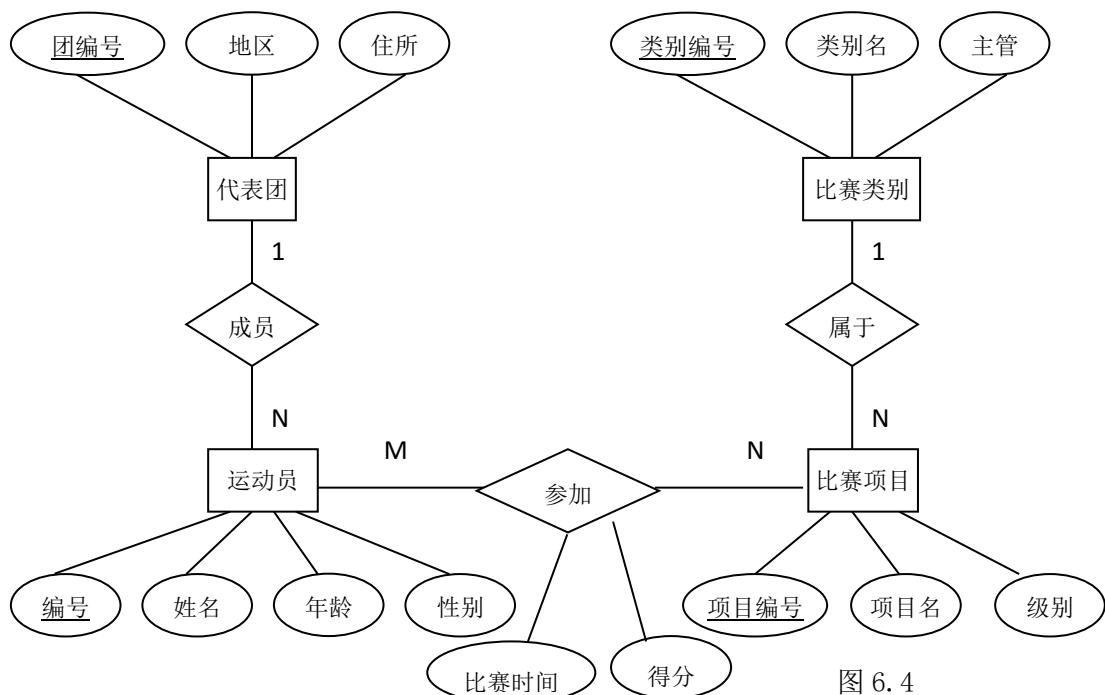 团编号 地区 住所 类别编号 类别名 主管
代表团 比赛类别
1 1
成员 属于
N N
M N
运动员 参加 比赛项目
编号 姓名 年龄 性别 项目编号 项目名 级别
比赛时间 得分 图 6.4